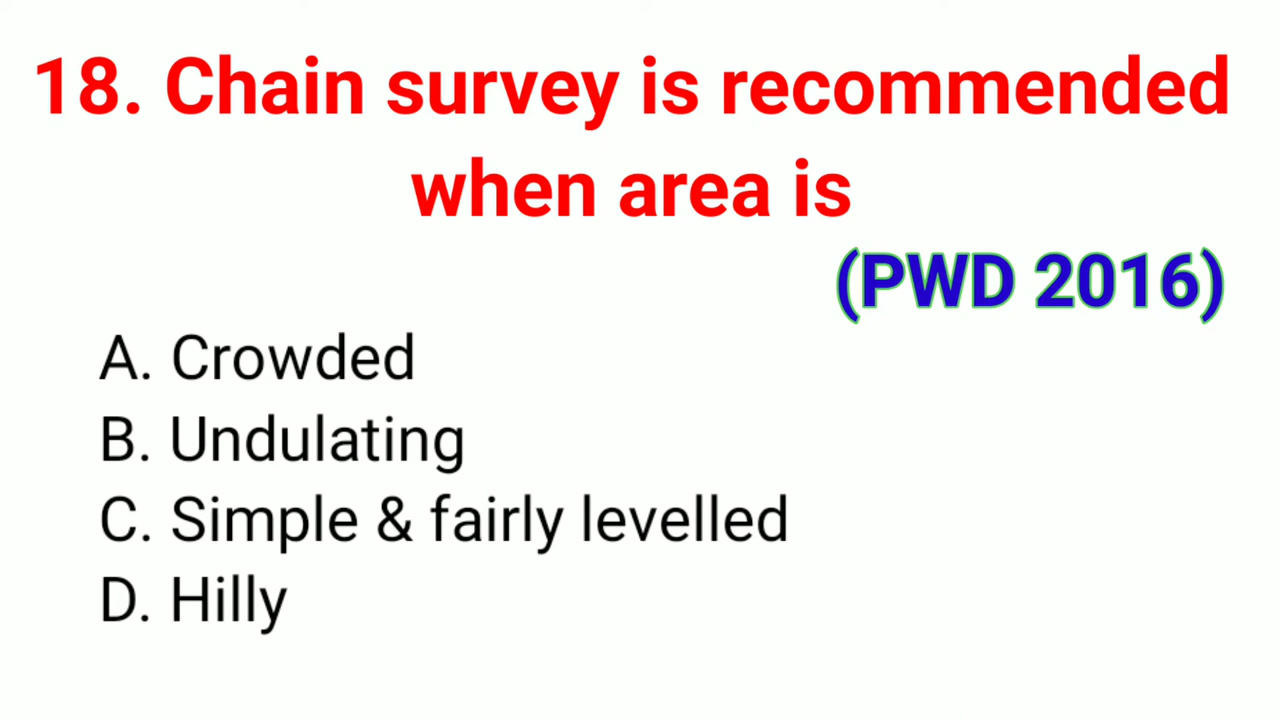 18. Chain survey is recommended
when area is
(PWD 2016)
A. Crowded
B. Undulating
C. Simple & fairly levelled
D. Hilly